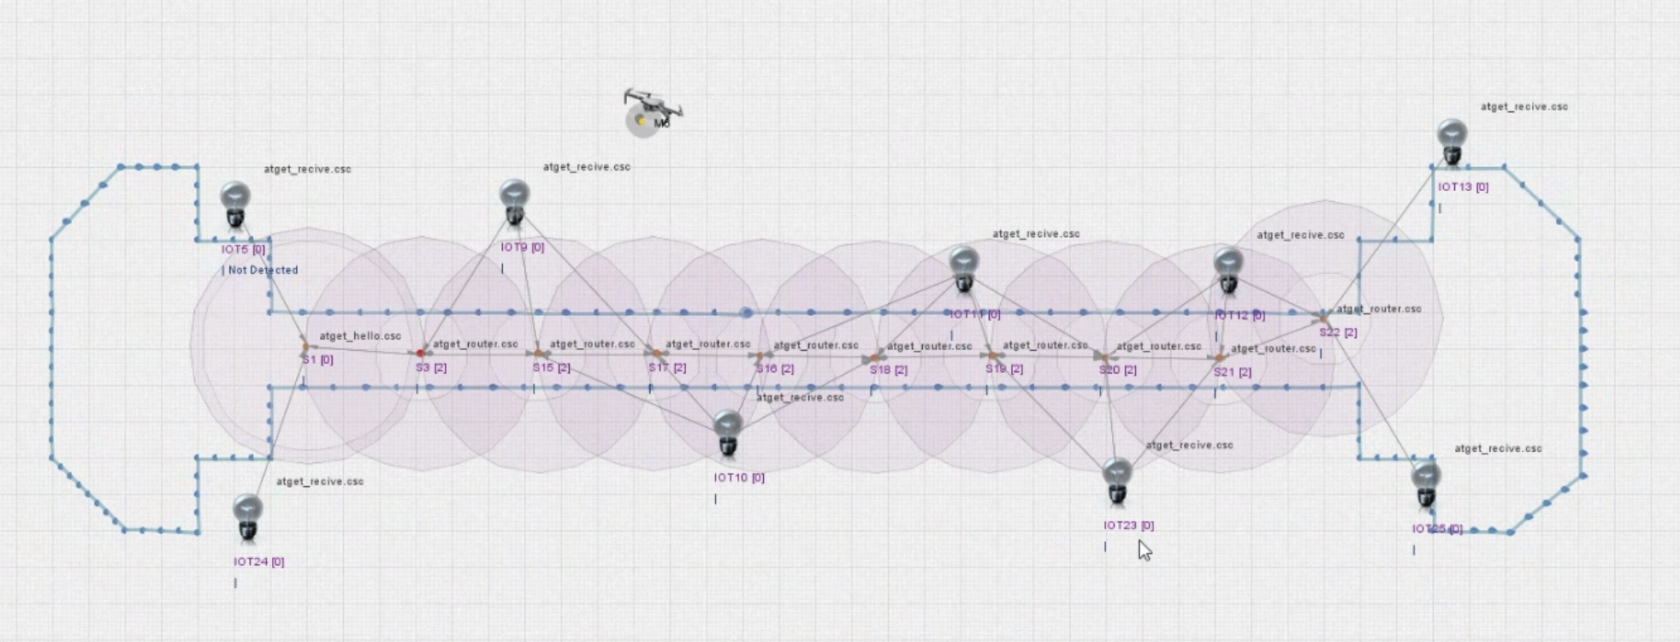 atget_recive.csc
M6
atget_recive.csc
atget_recive.csc
IOT13 [0]
|
atget_recive.csc
atget_recive.csc
IOT5 [0]
| Not Detected
IOT9 [0]
|
IOT11 [0]
|
IOT12 [0]
|
atget_hello.csc
S1 [0]
|
atget_router.csc
S3 [2]
|
atget_router.csc
S15 [2]
|
atget_router.csc
S17 [2]
|
atget_router.csc
S16 [2]
|
atget_router.csc
S18 [2]
|
atget_router.csc
S19 [2]
|
atget_router.csc
S20 [2]
|
atget_router.csc
S21 [2]
|
atget_router.csc
S22 [2]
|
atget_recive.csc
IOT10 [0]
|
atget_recive.csc
IOT23 [0]
|
atget_recive.csc
IOT25 [0]
|
atget_recive.csc
IOT24 [0]
|